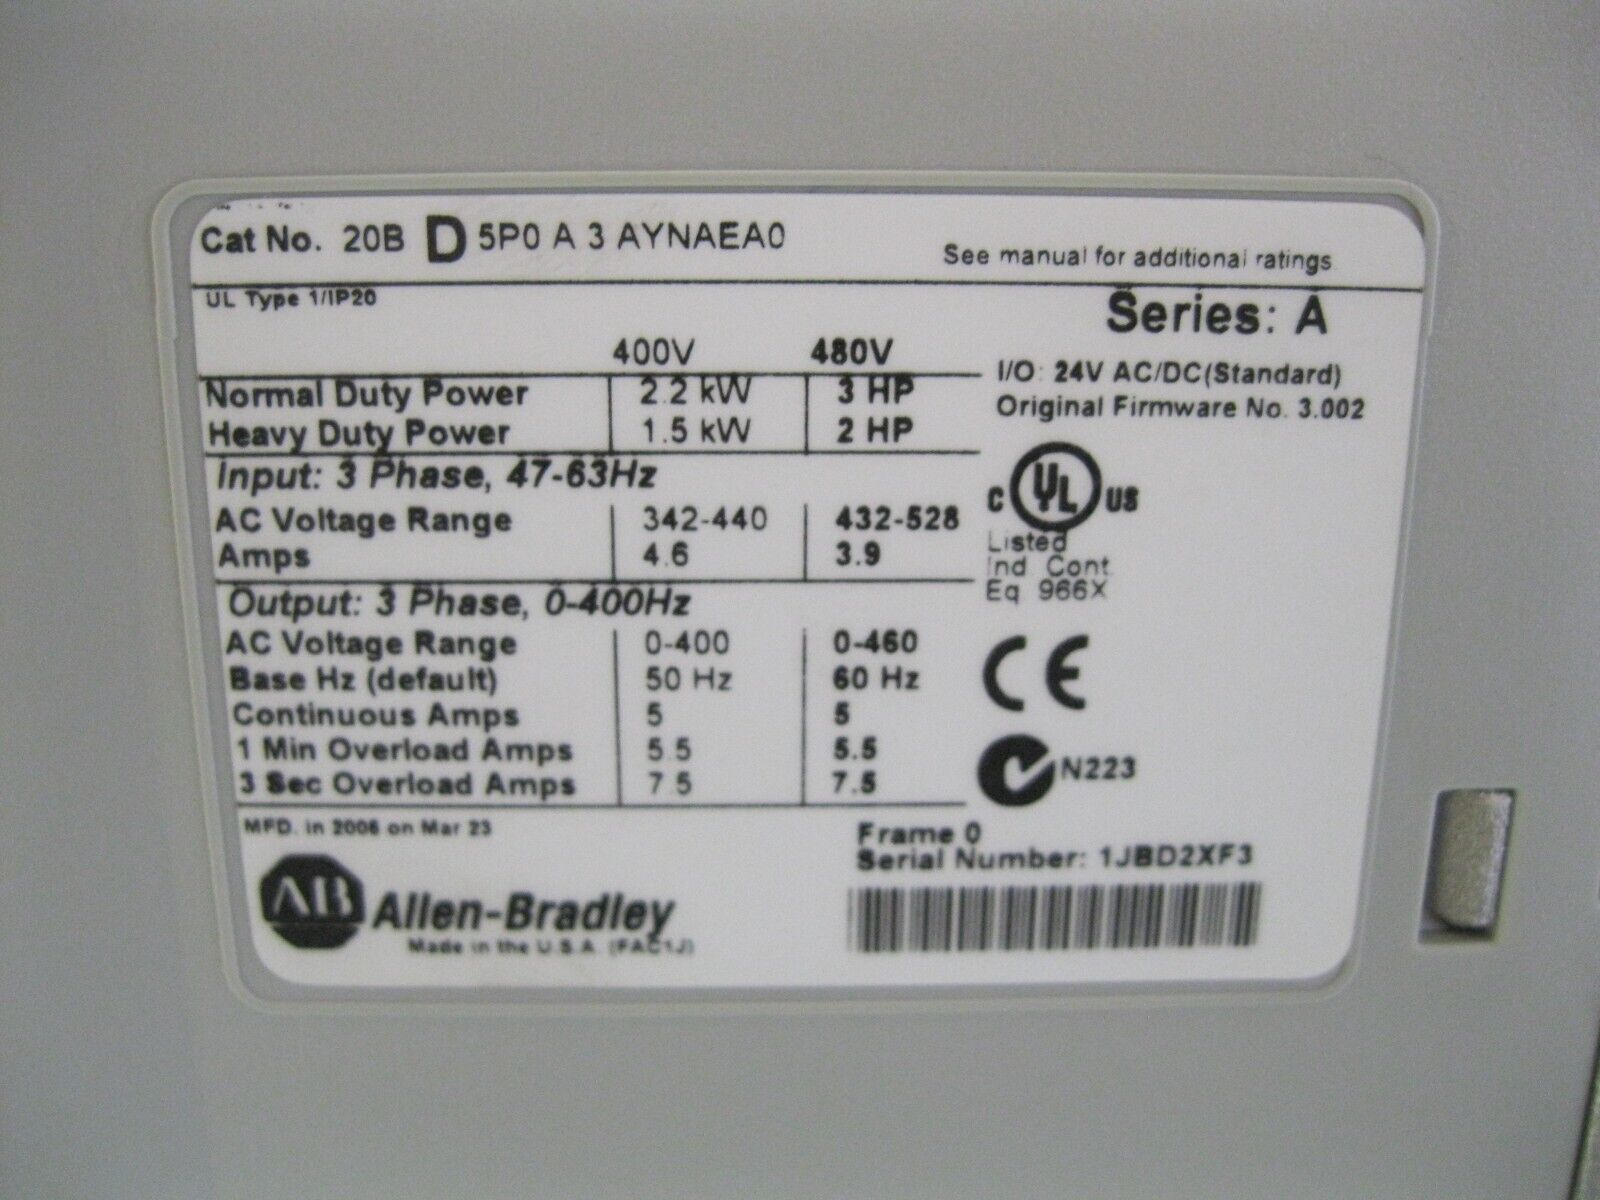 Cat No. 20B D 5P0 A 3 AYNAEA0
See manual for additional ratings
UL Type 1/IP20
Series: A
400V 480V
I/O: 24V AC/DC(Standard)
Normal Duty Power 2.2 kW 3 HP
Original Firmware No. 3.002
Heavy Duty Power 1.5 kW 2 HP
Input: 3 Phase, 47-63Hz
C UL US
AC Voltage Range 342-440 432-528
Listed
Amps 4.6 3.9
Ind Cont
Eq 966X
Output: 3 Phase, 0-400Hz
AC Voltage Range 0-400 0-460
CE
Base Hz (default) 50 Hz 60 Hz
Continuous Amps 5 5
1 Min Overload Amps 5.5 5.5
N223
3 Sec Overload Amps 7.5 7.5
MFD. in 2006 on Mar 23
Frame 0
Serial Number: 1JBD2XF3
AB Allen-Bradley
Made in the U.S.A. (FAC1J)